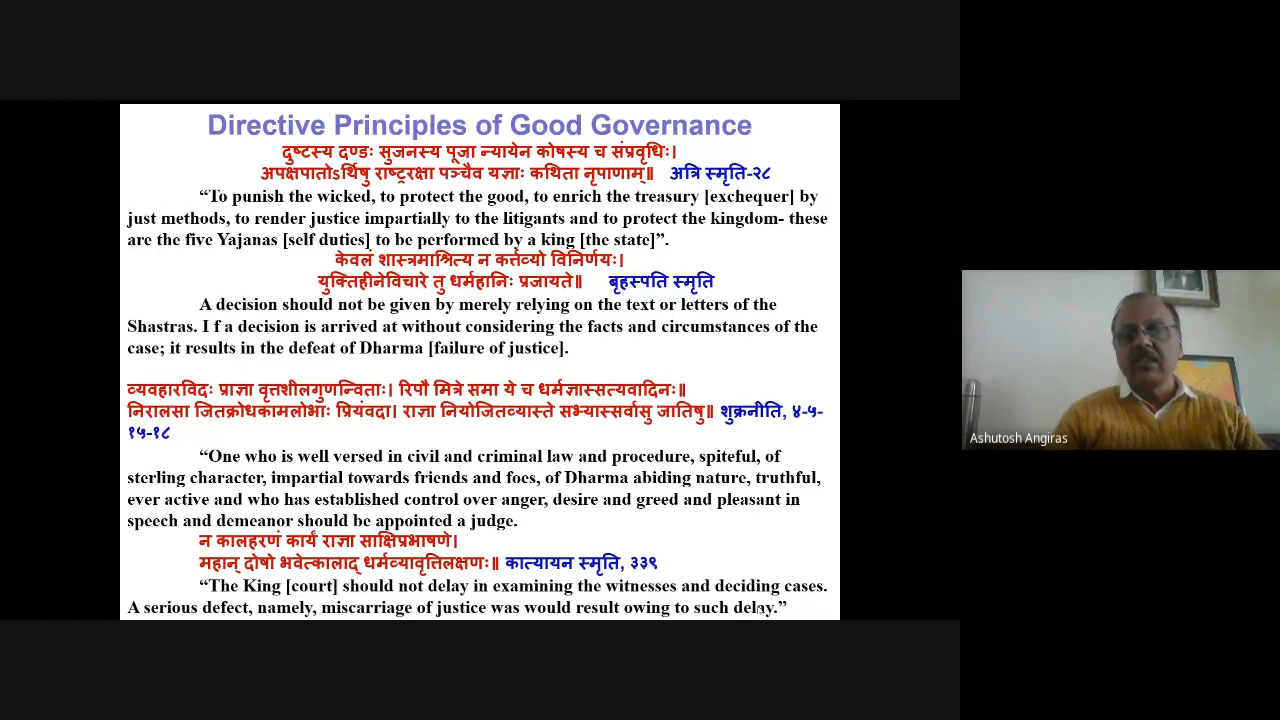 Directive Principles of Good Governance
दुष्टस्य दण्डः सुजनस्य पूजा न्यायेन कोषस्य च संप्रवृधिः।
अपक्षपातोऽर्थिषु राष्ट्ररक्षा पञ्चैव यज्ञाः कथिता नृपाणाम्॥ अत्रि स्मृति-२८
“To punish the wicked, to protect the good, to enrich the treasury [exchequer] by
just methods, to render justice impartially to the litigants and to protect the kingdom- these
are the five Yajanas [self duties] to be performed by a king [the state]”.
केवलं शास्त्रमाश्रित्य न कर्त्तव्यो विनिर्णयः।
युक्तिहीनेविचारे तु धर्महानिः प्रजायते॥ बृहस्पति स्मृति
A decision should not be given by merely relying on the text or letters of the
Shastras. I f a decision is arrived at without considering the facts and circumstances of the
case; it results in the defeat of Dharma [failure of justice].
व्यवहारविदः प्राज्ञा वृत्तशीलगुणन्विताः। रिपौ मित्रे समा ये च धर्मज्ञास्सत्यवादिनः॥
निरालसा जितक्रोधकामलोभाः प्रियंवदा। राज्ञा नियोजितव्यास्ते सभ्यास्सर्वासु जातिषु॥ शुक्रनीति, ४-५-
१५-१८
“One who is well versed in civil and criminal law and procedure, spiteful, of
sterling character, impartial towards friends and foes, of Dharma abiding nature, truthful,
ever active and who has established control over anger, desire and greed and pleasant in
speech and demeanor should be appointed a judge.
न कालहरणं कार्यं राज्ञा साक्षिप्रभाषणे।
महान् दोषो भवेत्कालाद् धर्मव्यावृत्तिलक्षणः॥ कात्यायन स्मृति, ३३९
“The King [court] should not delay in examining the witnesses and deciding cases.
A serious defect, namely, miscarriage of justice was would result owing to such delay.”
Ashutosh Angiras